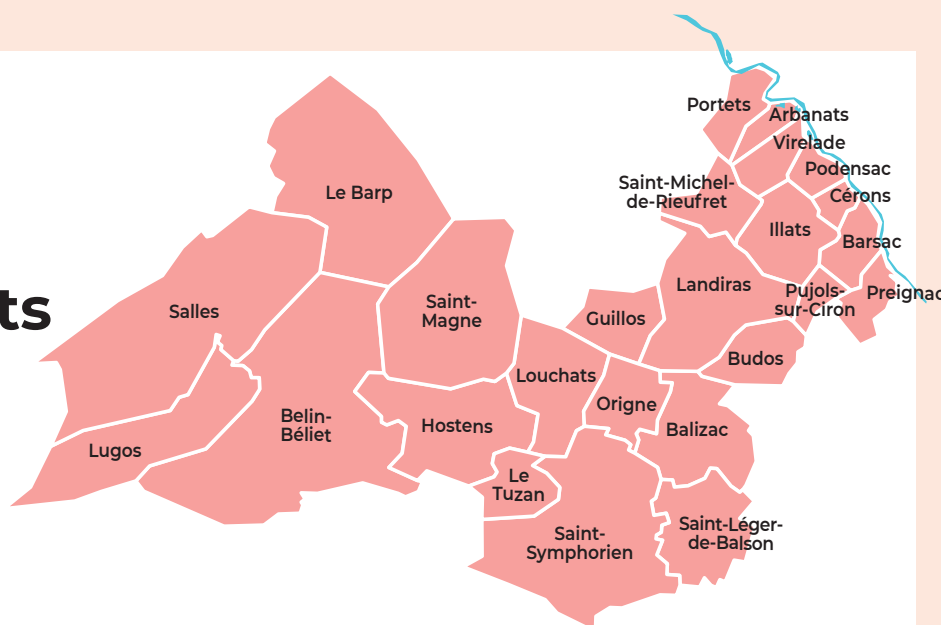 Portets
Arbanats
Virelade
Podensac
Saint-Michel-
de-Rieufret
Cérons
Le Barp
Illats
Barsac
Landiras
Pujols-
sur-Ciron
Preignac
Saint-
Magne
Salles
ts
Guillos
Budos
Louchats
Origne
Belin-
Béliet
Hostens
Balizac
Lugos
Le
Tuzan
Saint-
Symphorien
Saint-Léger-
de-Balson